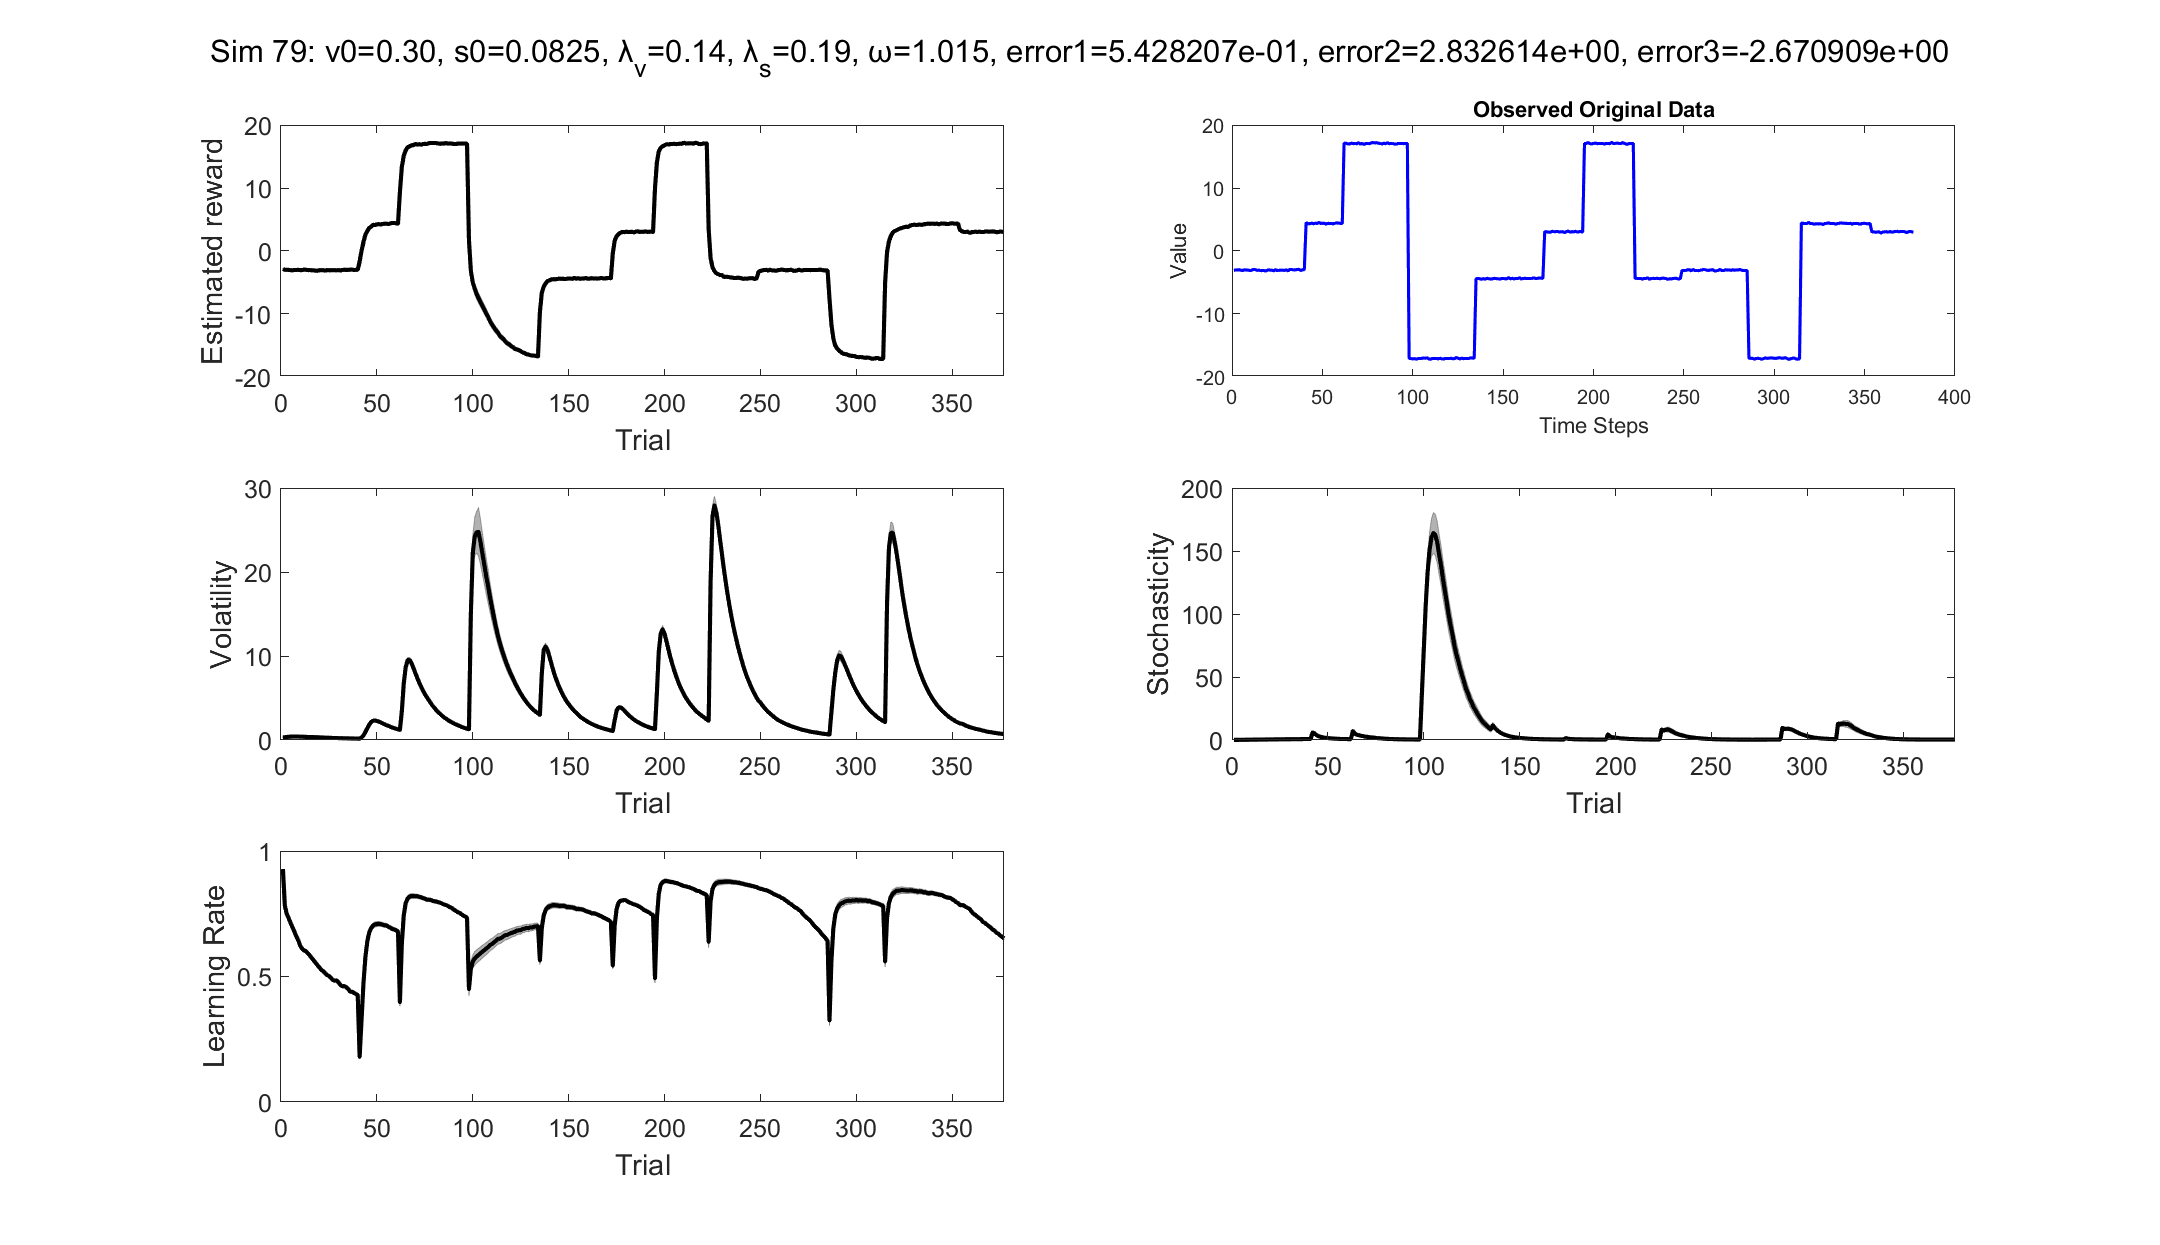 Sim 79: v0=0.30, s0=0.0825, λv=0.14, λs=0.19, ω=1.015, error1=5.428207e-01, error2=2.832614e+00, error3=-2.670909e+00
Estimated reward
20
10
0
-10
-20
0 50 100 150 200 250 300 350
Trial
Observed Original Data
Value
20
10
0
-10
-20
0 50 100 150 200 250 300 350 400
Time Steps
Volatility
30
20
10
0
0 50 100 150 200 250 300 350
Trial
Stochasticity
200
150
100
50
0
0 50 100 150 200 250 300 350
Trial
Learning Rate
1
0.5
0
0 50 100 150 200 250 300 350
Trial